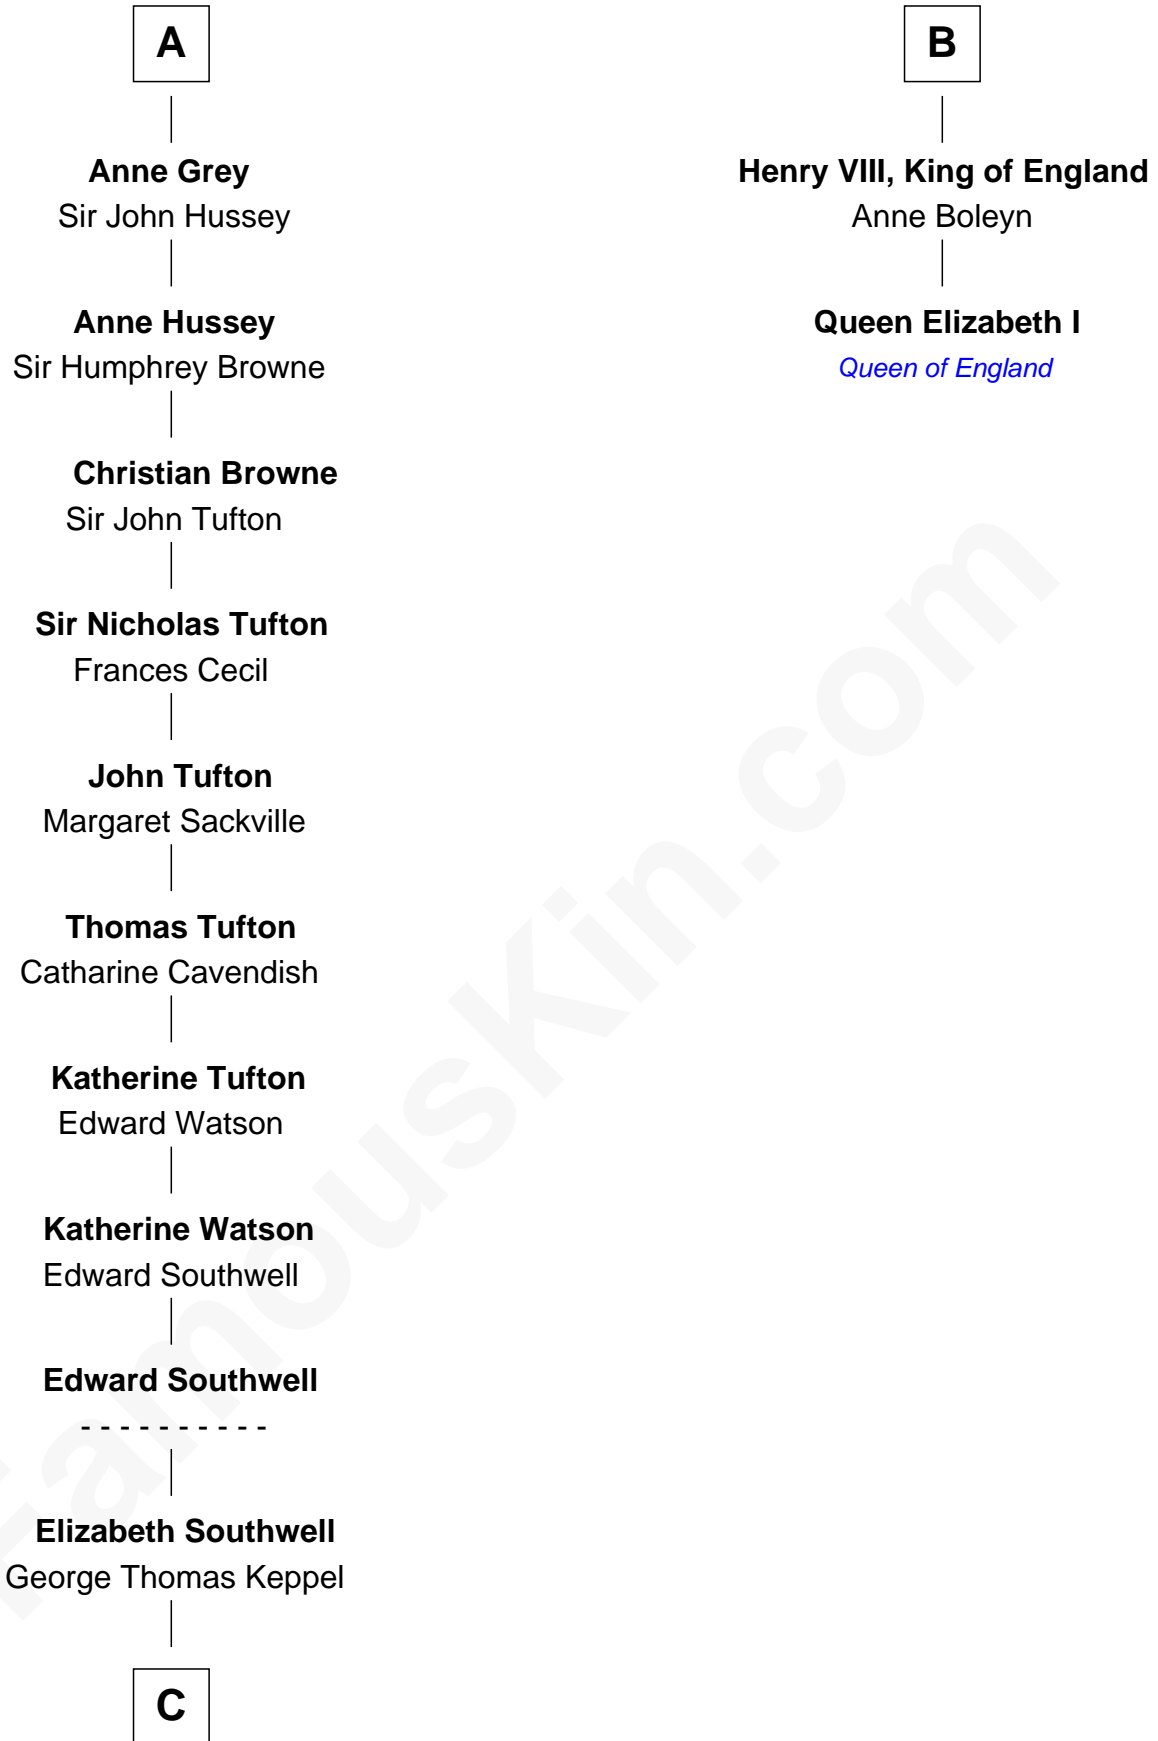 A
Anne Grey
Sir John Hussey
Anne Hussey
Sir Humphrey Browne
Christian Browne
Sir John Tufton
Sir Nicholas Tufton
Frances Cecil
John Tufton
Margaret Sackville
Thomas Tufton
Catharine Cavendish
Katherine Tufton
Edward Watson
Katherine Watson
Edward Southwell
Edward Southwell
- - - - - - - - - -
Elizabeth Southwell
George Thomas Keppel
C
B
Henry VIII, King of England
Anne Boleyn
Queen Elizabeth I
Queen of England
FamousKin.com